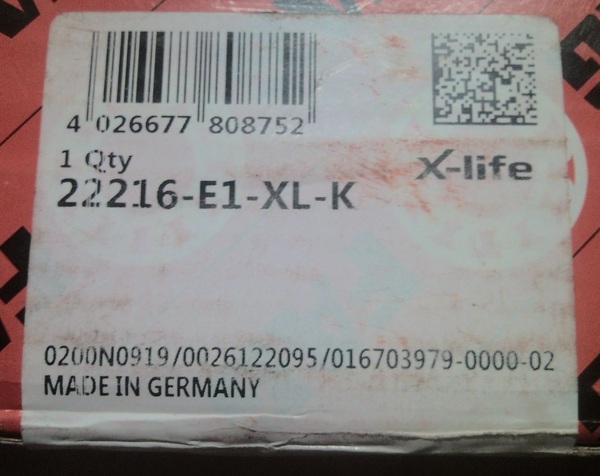 4 026677 808752
1 Qty
X-life
22216-E1-XL-K
0200N0919/0026122095/016703979-0000-02
MADE IN GERMANY